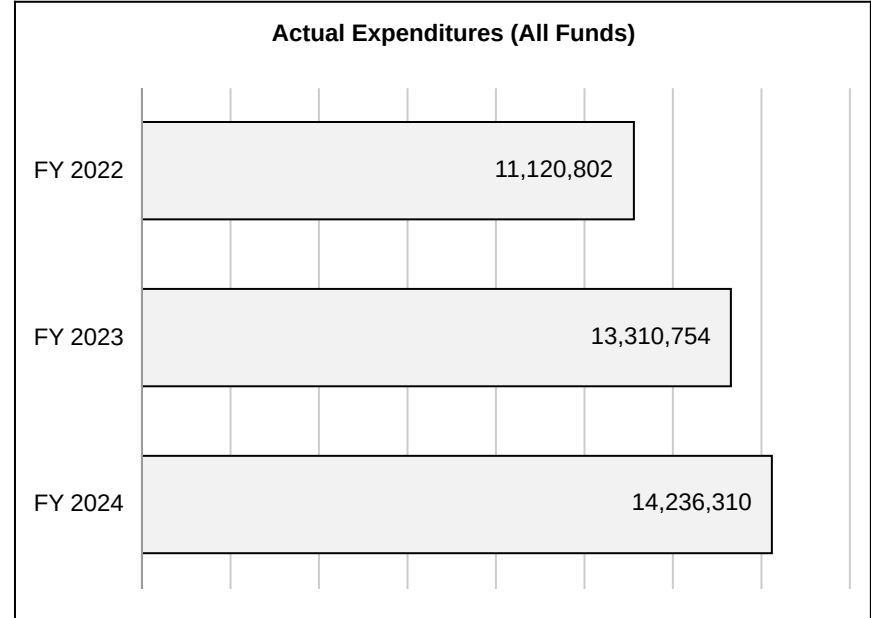 Actual Expenditures (All Funds)
FY 2022 11,120,802
FY 2023 13,310,754
FY 2024 14,236,310